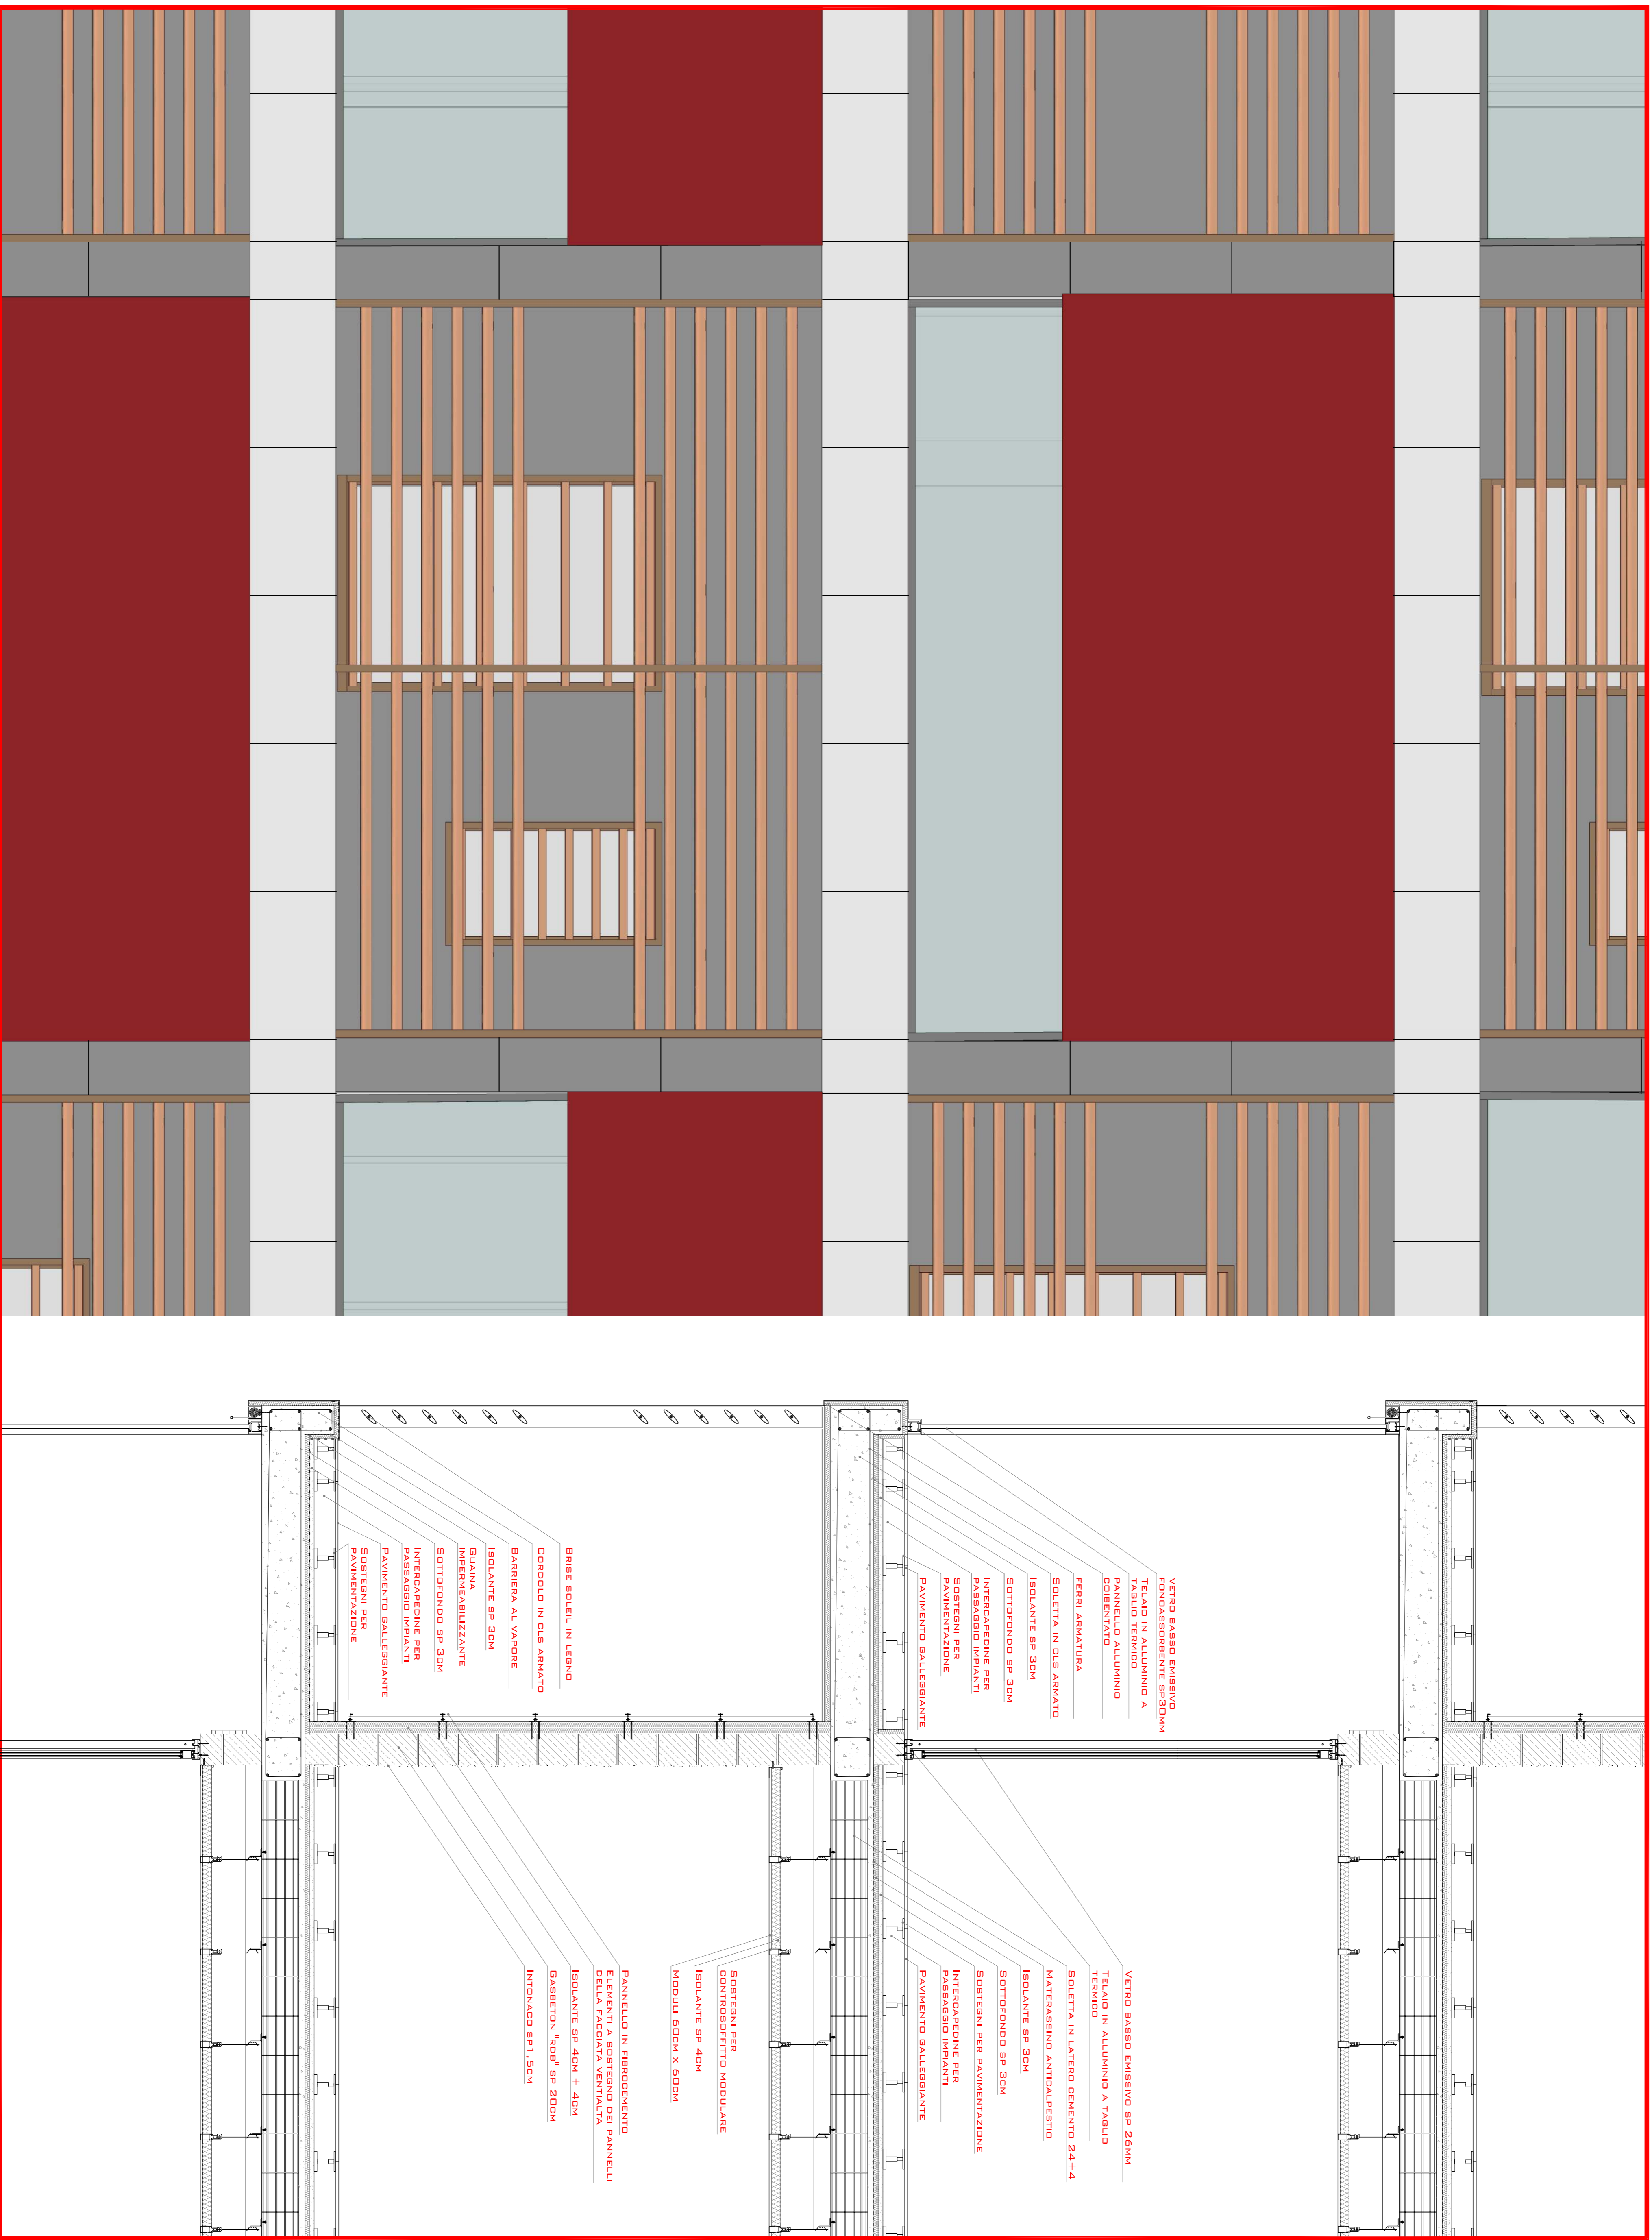 VETRO BASSO EMISSIVO
FONOASSORBENTE SP30MM
TELAIO IN ALLUMINIO A
TAGLIO TERMICO
PANNELLO ALLUMINIO
COIBENTATO
FERRI ARMATURA
SOLETTA IN CLS ARMATO
ISOLANTE SP 3CM
SOTTOFONDO SP 3CM
INTERCAPEDINE PER
PASSAGGIO IMPIANTI
SOSTEGNI PER
PAVIMENTAZIONE
PAVIMENTO GALLEGGIANTE
VETRO BASSO EMISSIVO SP 26MM
TELAIO IN ALLUMINIO A TAGLIO
TERMICO
SOLETTA IN LATERO CEMENTO 24+4
MATERASSINO ANTICALPESTIO
ISOLANTE SP 3CM
SOTTOFONDO SP 3CM
SOSTEGNI PER PAVIMENTAZIONE
INTERCAPEDINE PER
PASSAGGIO IMPIANTI
PAVIMENTO GALLEGGIANTE
BRISE SOLEIL IN LEGNO
CORDOLO IN CLS ARMATO
BARRIERA AL VAPORE
ISOLANTE SP 3CM
GUAINA
IMPERMEABILIZZANTE
SOTTOFONDO SP 3CM
INTERCAPEDINE PER
PASSAGGIO IMPIANTI
PAVIMENTO GALLEGGIANTE
SOSTEGNI PER
PAVIMENTAZIONE
SOSTEGNI PER
CONTROSOFFITTO MODULARE
ISOLANTE SP 4CM
MODULI 60CM X 60CM
PANNELLO IN FIBROCEMENTO
ELEMENTI A SOSTEGNO DEI PANNELLI
DELLA FACCIATA VENTIALTA
ISOLANTE SP 4CM + 4CM
GASBETON "RDB" SP 20CM
INTONACO SP1,5CM